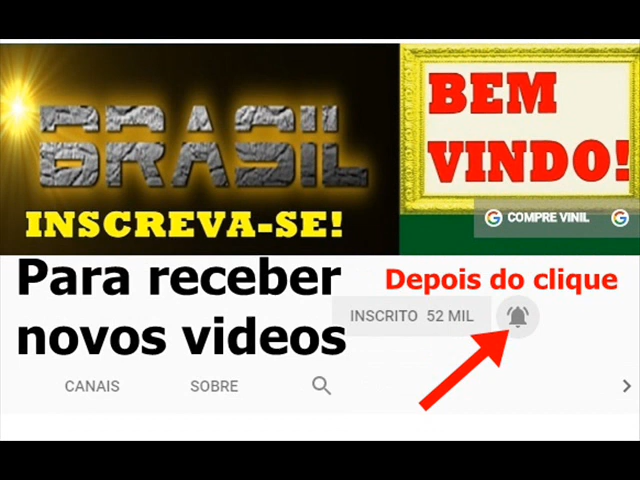 BRASIL
INSCREVA-SE!
BEM
VINDO!
COMPRE VINIL
Para receber
novos videos
Depois do clique
INSCRITO 52 MIL
CANAIS SOBRE